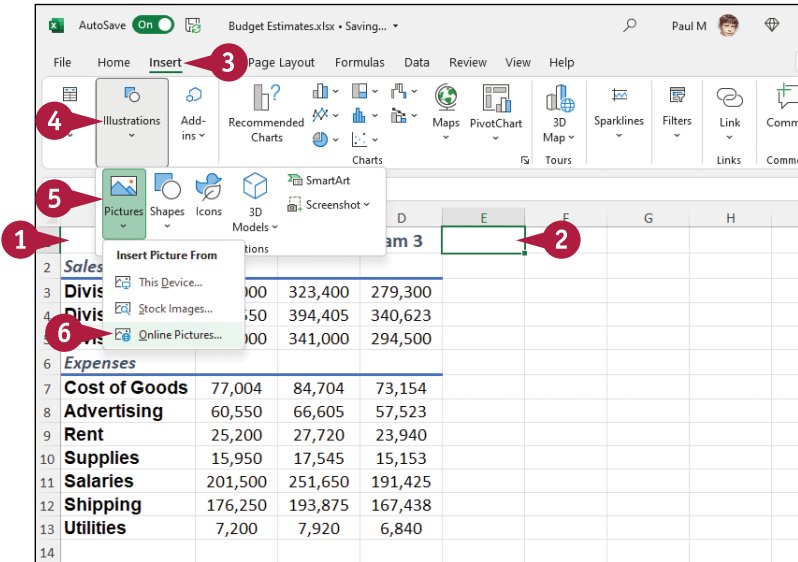 AutoSave On Budget Estimates.xlsx • Saving... Paul M
File Home Insert 3 Page Layout Formulas Data Review View Help
4 Illustrations Add-ins Recommended Charts Maps PivotChart 3D Map Sparklines Filters Link Comm
Charts Tours Links Comm
5 Pictures Shapes Icons 3D Models SmartArt
Screenshot
tions
D E F G H
1 am 3 2
Insert Picture From
This Device...
Stock Images...
6 Online Pictures...
2 Sales
3 Divis 000 323,400 279,300
4 Divis 550 394,405 340,623
5 Divis 000 341,000 294,500
6 Expenses
7 Cost of Goods 77,004 84,704 73,154
8 Advertising 60,550 66,605 57,523
9 Rent 25,200 27,720 23,940
10 Supplies 15,950 17,545 15,153
11 Salaries 201,500 251,650 191,425
12 Shipping 176,250 193,875 167,438
13 Utilities 7,200 7,920 6,840
14